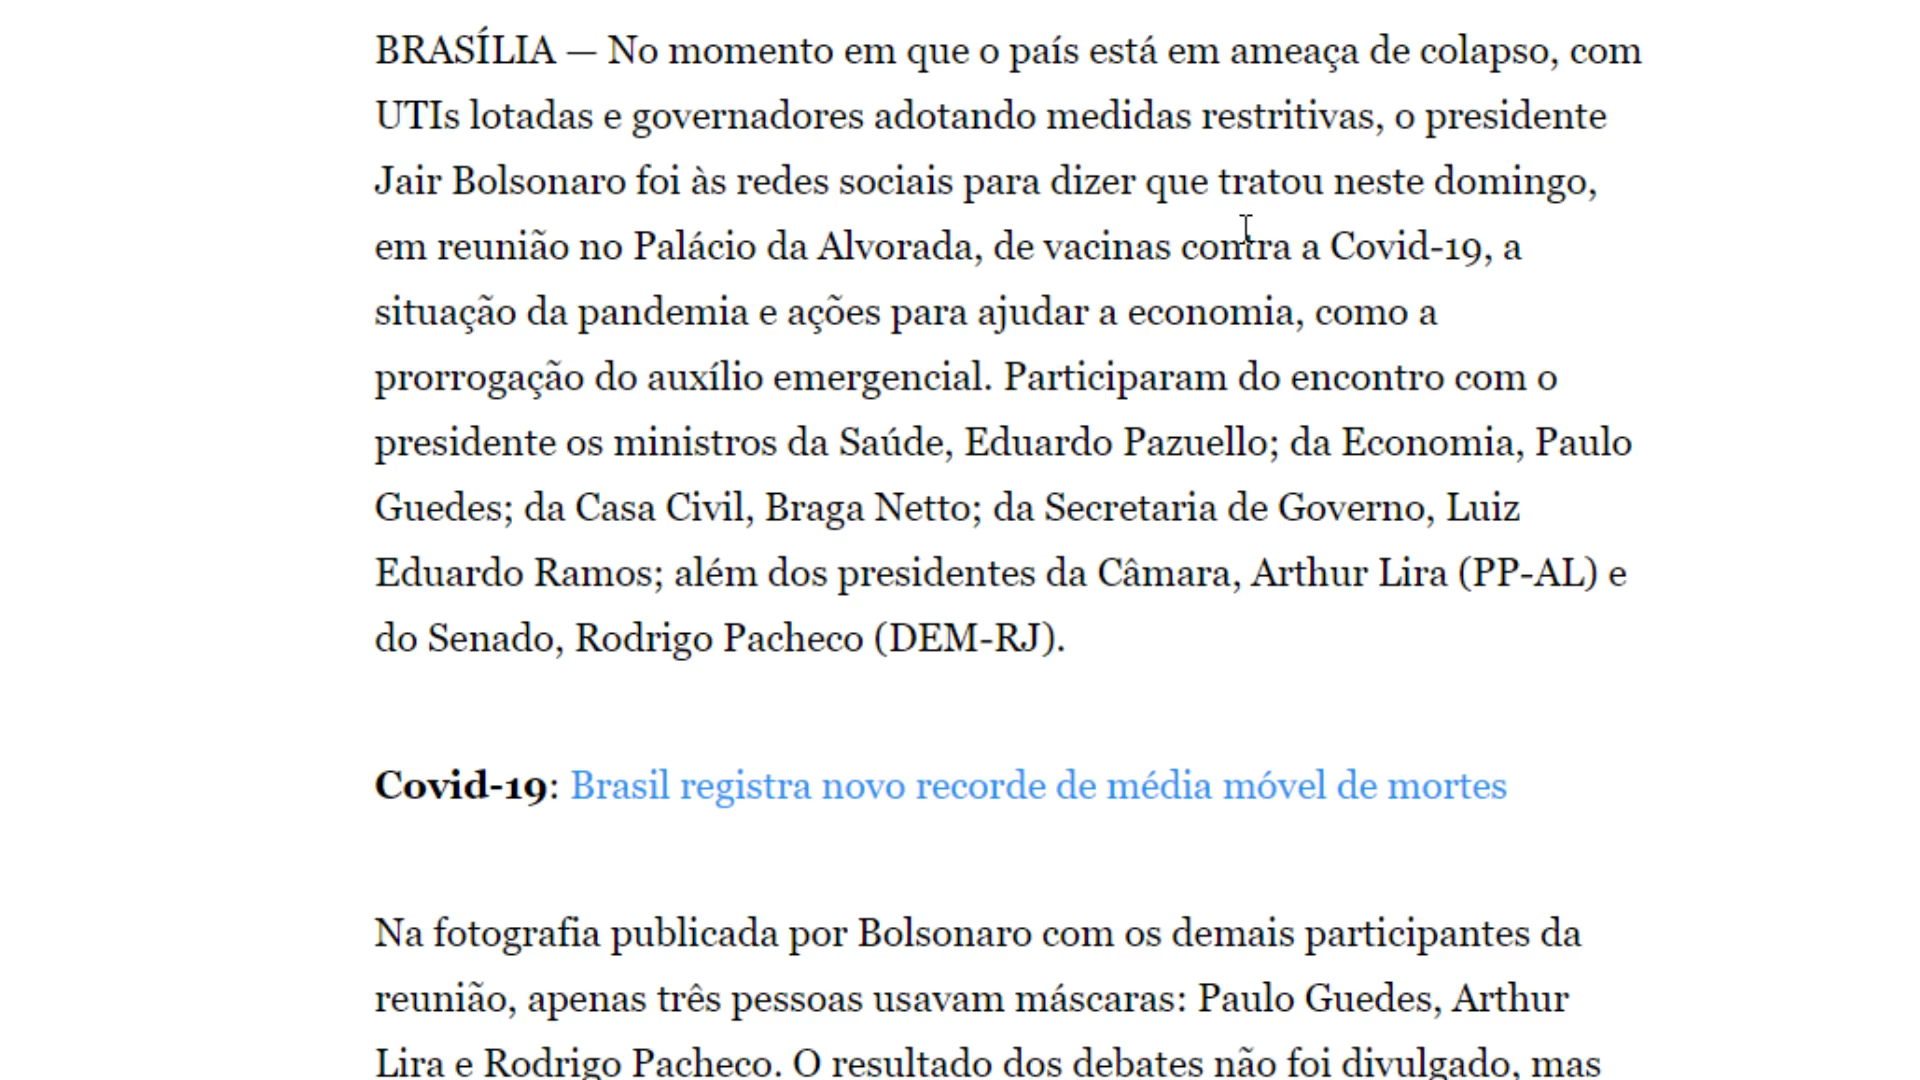 BRASÍLIA — No momento em que o país está em ameaça de colapso, com
UTIs lotadas e governadores adotando medidas restritivas, o presidente
Jair Bolsonaro foi às redes sociais para dizer que tratou neste domingo,
em reunião no Palácio da Alvorada, de vacinas contra a Covid-19, a
situação da pandemia e ações para ajudar a economia, como a
prorrogação do auxílio emergencial. Participaram do encontro com o
presidente os ministros da Saúde, Eduardo Pazuello; da Economia, Paulo
Guedes; da Casa Civil, Braga Netto; da Secretaria de Governo, Luiz
Eduardo Ramos; além dos presidentes da Câmara, Arthur Lira (PP-AL) e
do Senado, Rodrigo Pacheco (DEM-RJ).
Covid-19: Brasil registra novo recorde de média móvel de mortes
Na fotografia publicada por Bolsonaro com os demais participantes da
reunião, apenas três pessoas usavam máscaras: Paulo Guedes, Arthur
Lira e Rodrigo Pacheco. O resultado dos debates não foi divulgado, mas